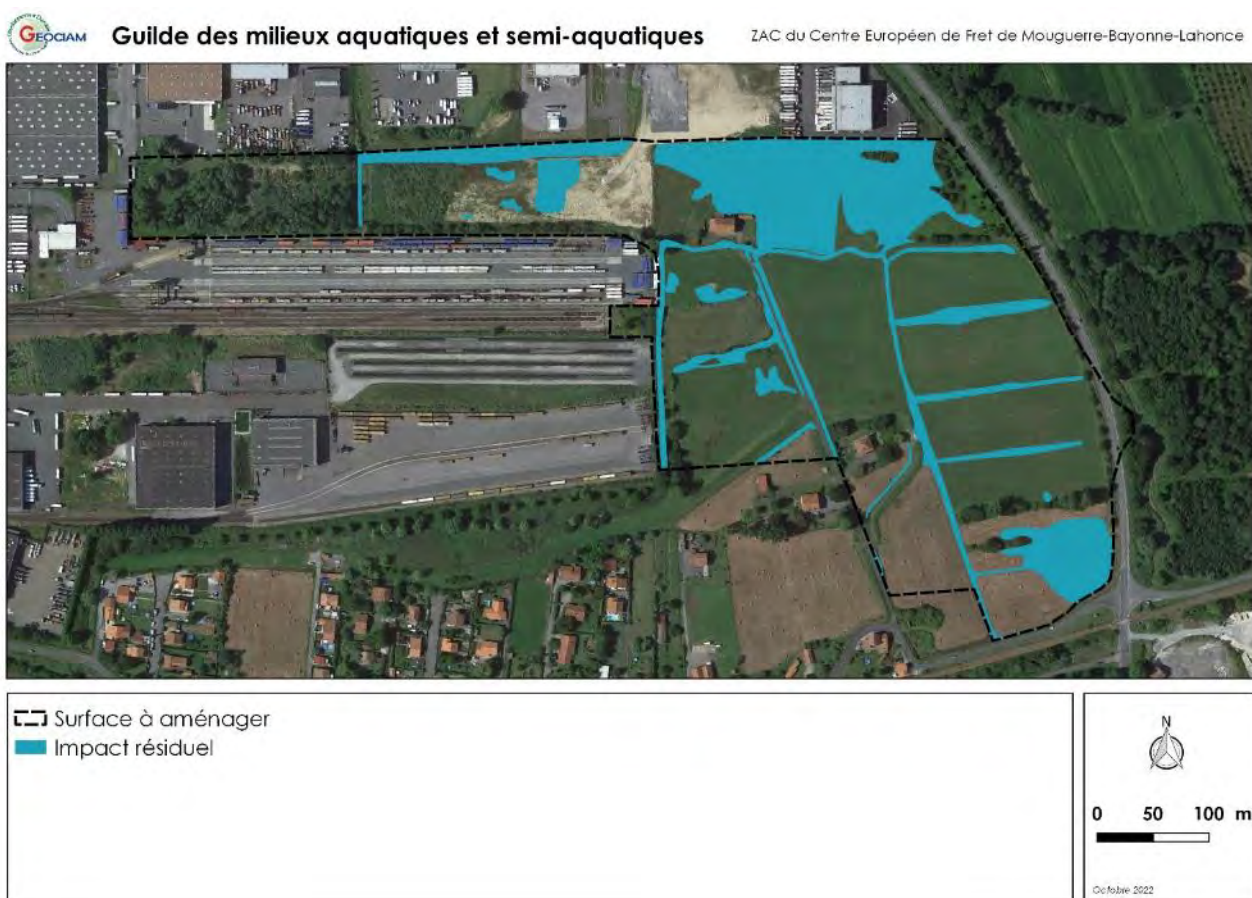 GEOCIAM
Guilde des milieux aquatiques et semi-aquatiques
ZAC du Centre Européen de Fret de Mouguerre-Bayonne-Lahonce
Surface à aménager
Impact résiduel
N
0 50 100 m
Octobre 2022